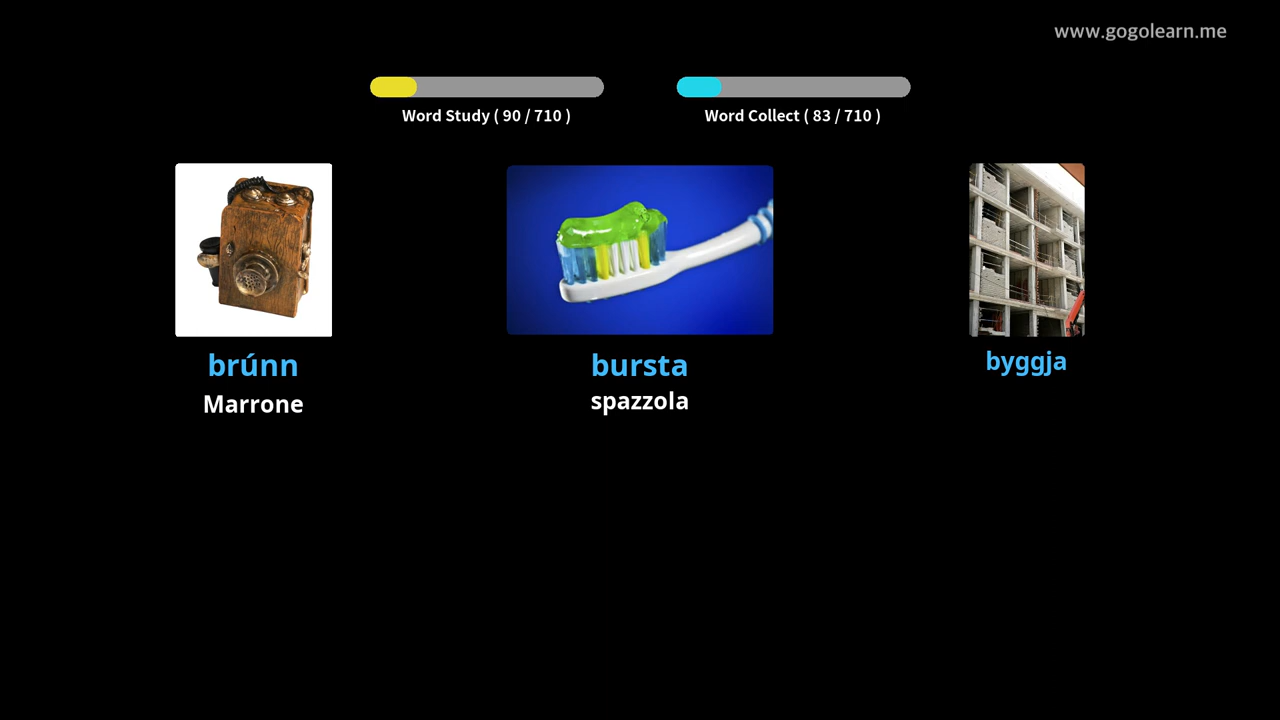 www.gogolearn.me
Word Study ( 90 / 710 )
Word Collect ( 83 / 710 )
brúnn
Marrone
bursta
spazzola
byggja